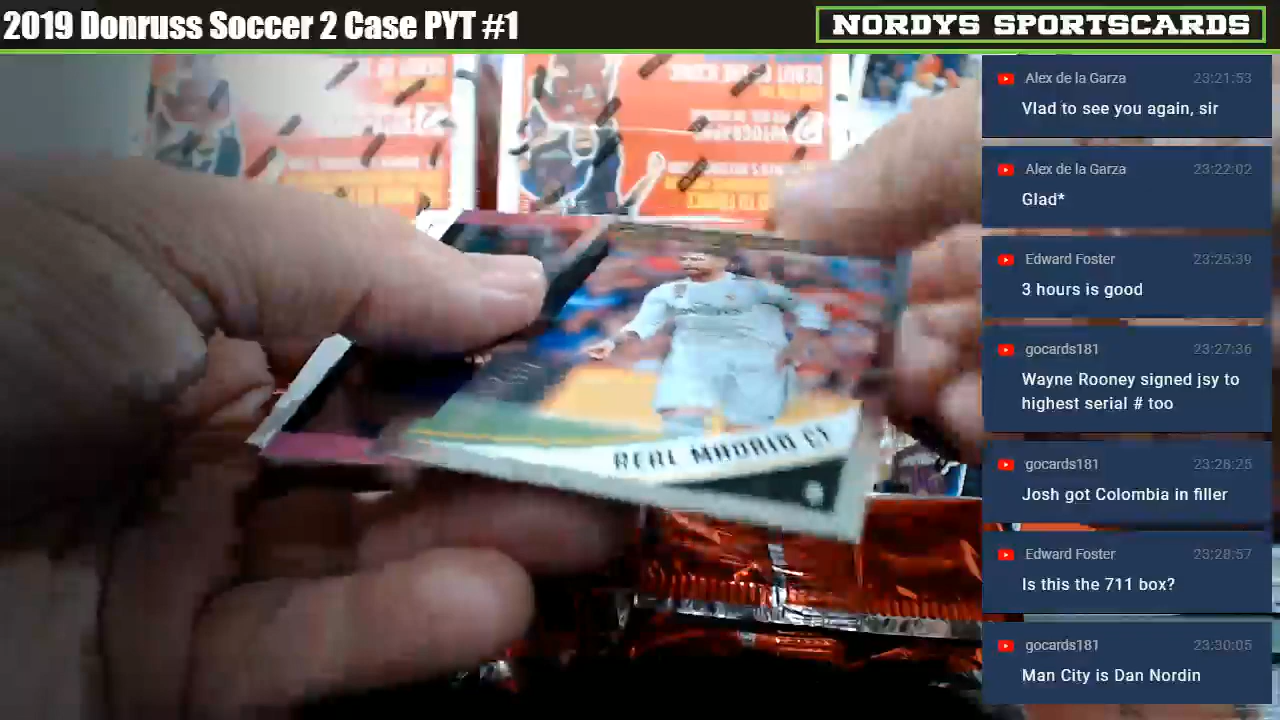 2019 Donruss Soccer 2 Case PYT #1
NORDYS SPORTSCARDS
Alex de la Garza 23:21:53
Vlad to see you again, sir
Alex de la Garza 23:22:02
Glad*
Edward Foster 23:25:39
3 hours is good
gocards181 23:27:36
Wayne Rooney signed jsy to
highest serial # too
gocards181 23:28:25
Josh got Colombia in filler
Edward Foster 23:28:57
Is this the 711 box?
gocards181 23:30:05
Man City is Dan Nordin
REAL MADRID CF